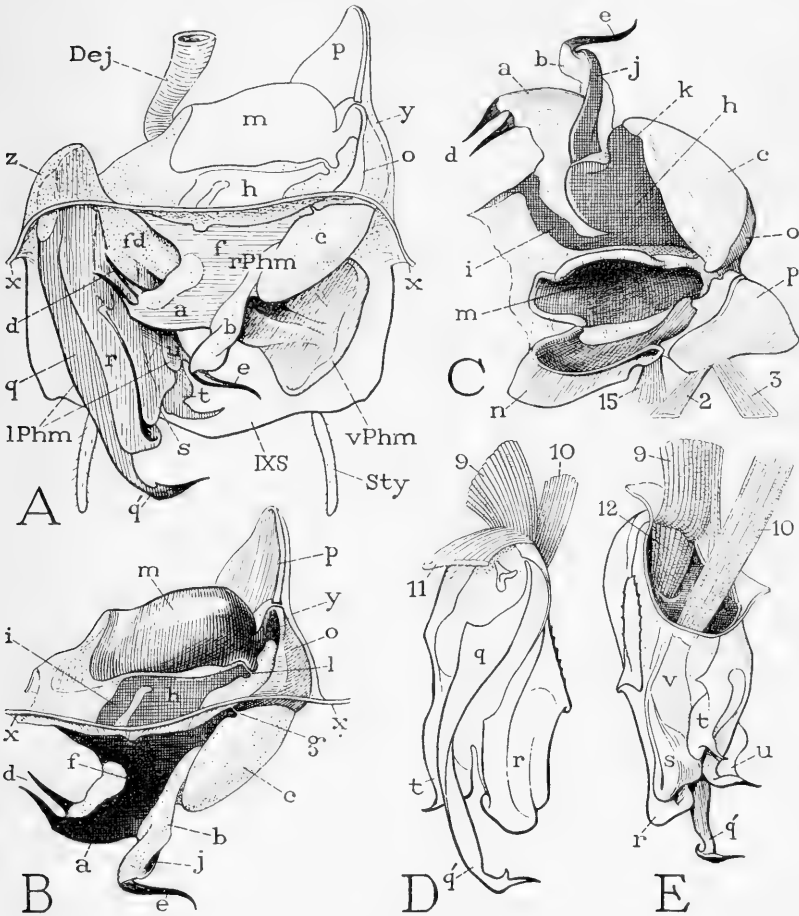 Dej
p
m
y
z
o
h
fd
f
rPhm
c
x
x
d
a
q
r
b
u
e
t
lPhm
s
vPhm
IXS
Sty
q'
A
e
b
j
a
k
h
c
d
o
i
p
m
C
n
15
2
3
p
m
y
i
o
h
l
x
x
g
d
f
c
a
b
j
e
B
9
10
11
q
r
t
q'
D
9
12
10
v
t
s
u
r
q'
E